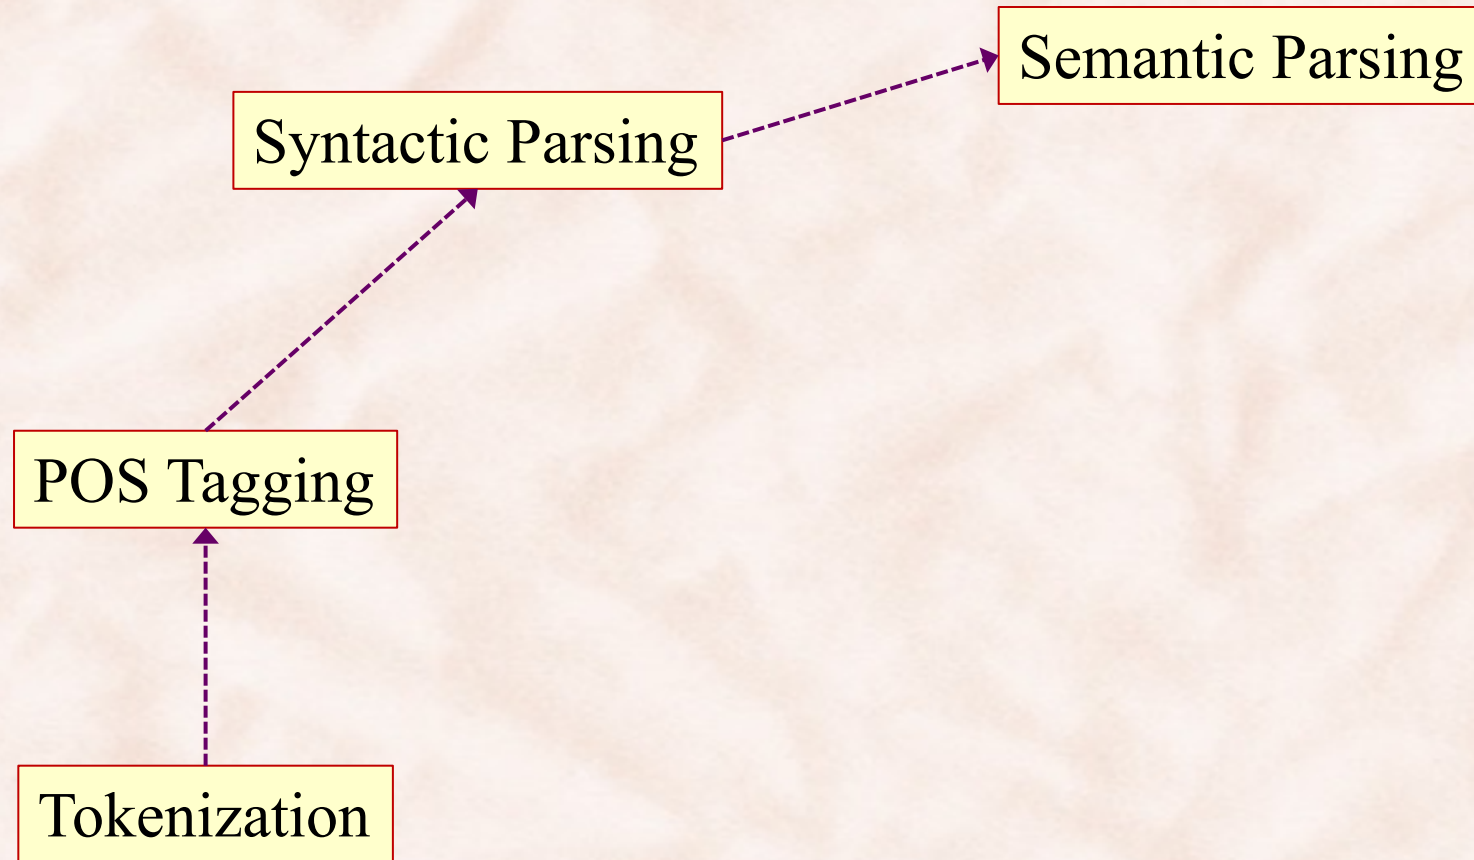 Semantic Parsing
Syntactic Parsing
POS Tagging
Tokenization